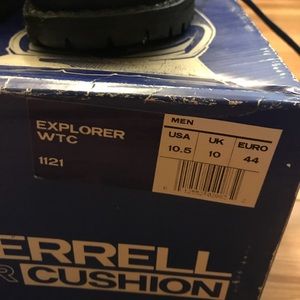 EXPLORER
WTC
1121
MEN
USA UK EURO
10.5 10 44
ERRELL
R CUSHION